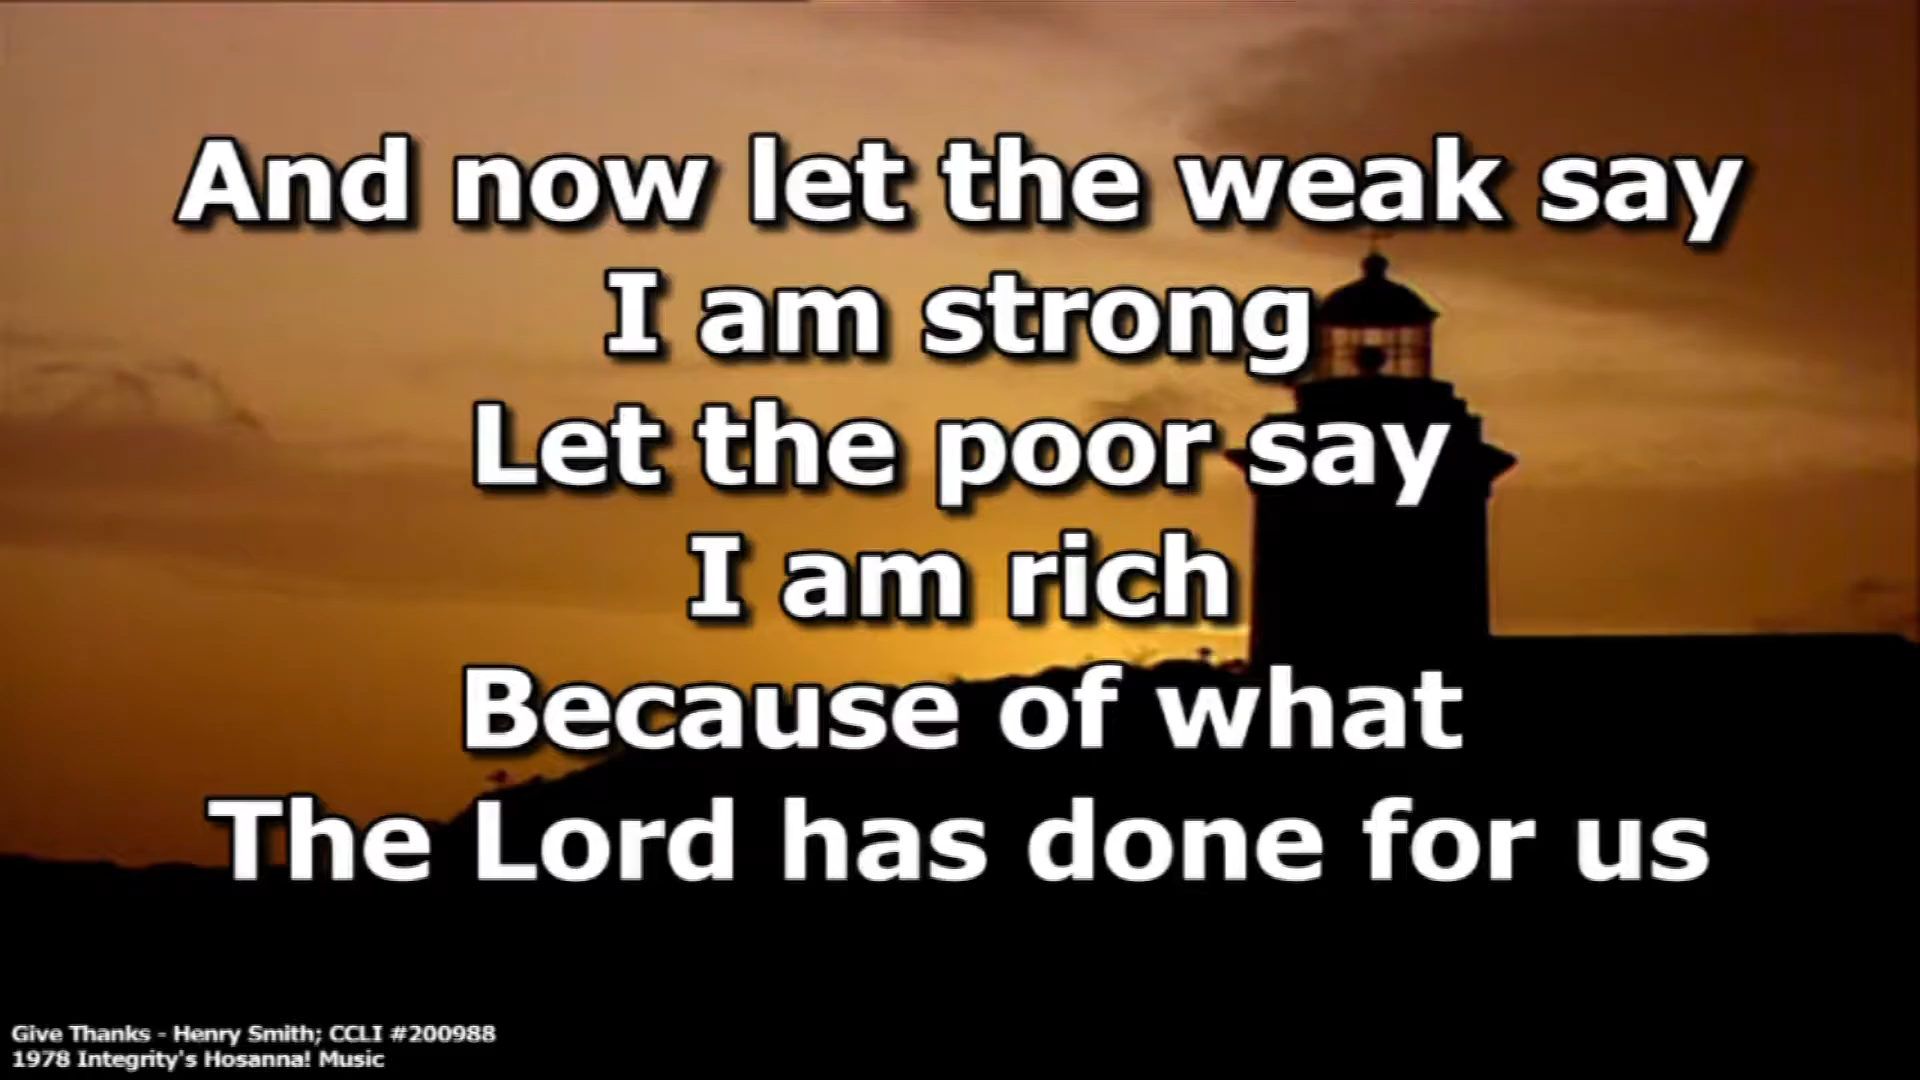 And now let the weak say
I am strong
Let the poor say
I am rich
Because of what
The Lord has done for us
Give Thanks - Henry Smith; CCLI #200988
1978 Integrity's Hosanna! Music